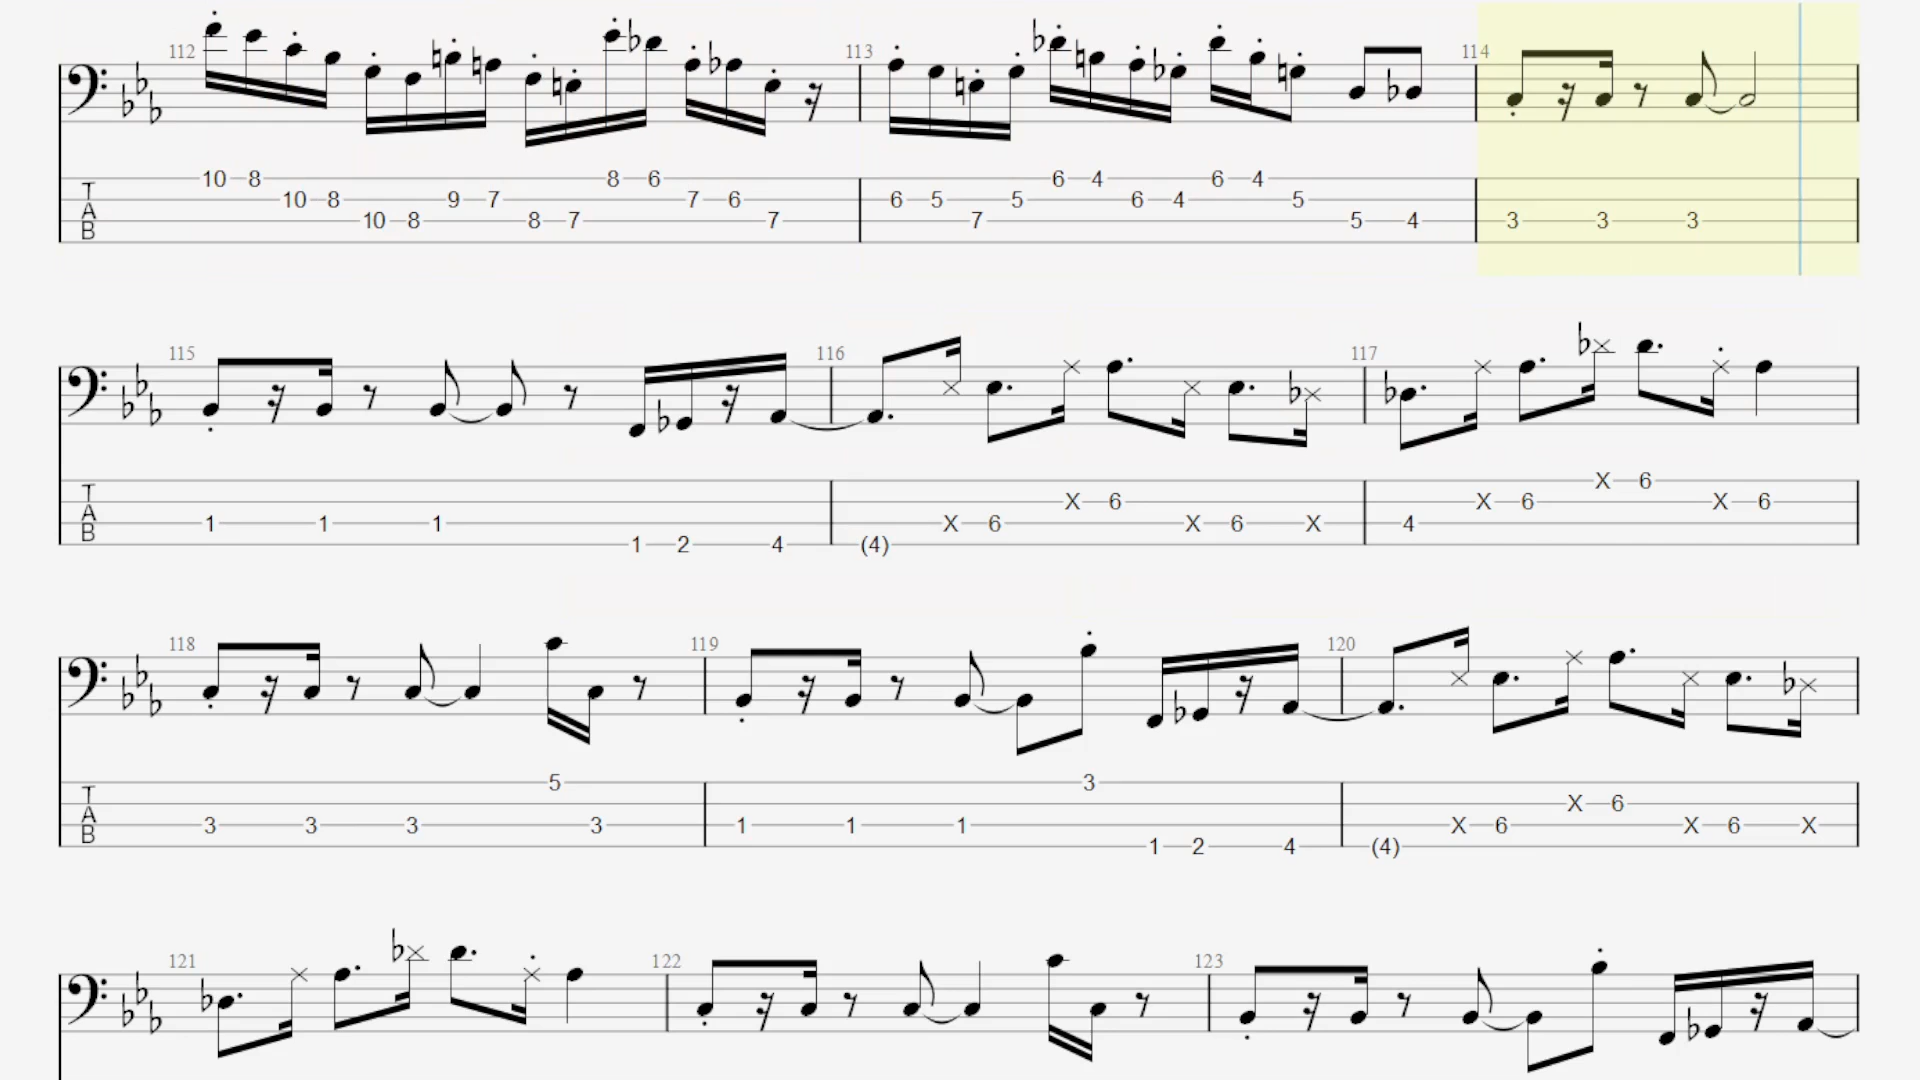 112 113 114
10 8 6 4 6 4
T 10 8 9 7 7 6 6 5 5 6 4 5
A 10 8 8 7 7 7 5 4 3 3 3
B
115 116 117
T X 6
A X 6 X 6 X 6
B 1 1 1 X 6 X 6 X 4
1 2 4 (4)
118 119 120
5 3
T X 6
A 3 3 3 3 1 1 1 X 6 X 6 X
B 1 2 4 (4)
121 122 123